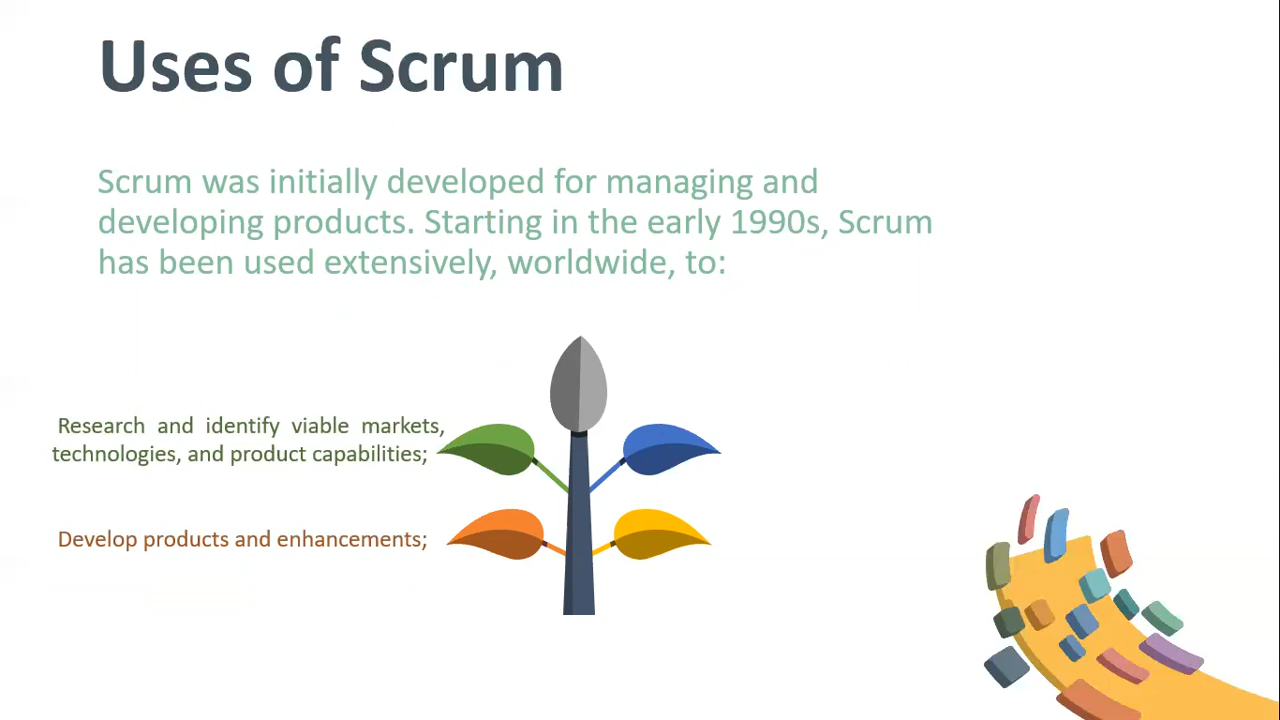 Uses of Scrum
Scrum was initially developed for managing and
developing products. Starting in the early 1990s, Scrum
has been used extensively, worldwide, to:
Research and identify viable markets,
technologies, and product capabilities;
Develop products and enhancements;